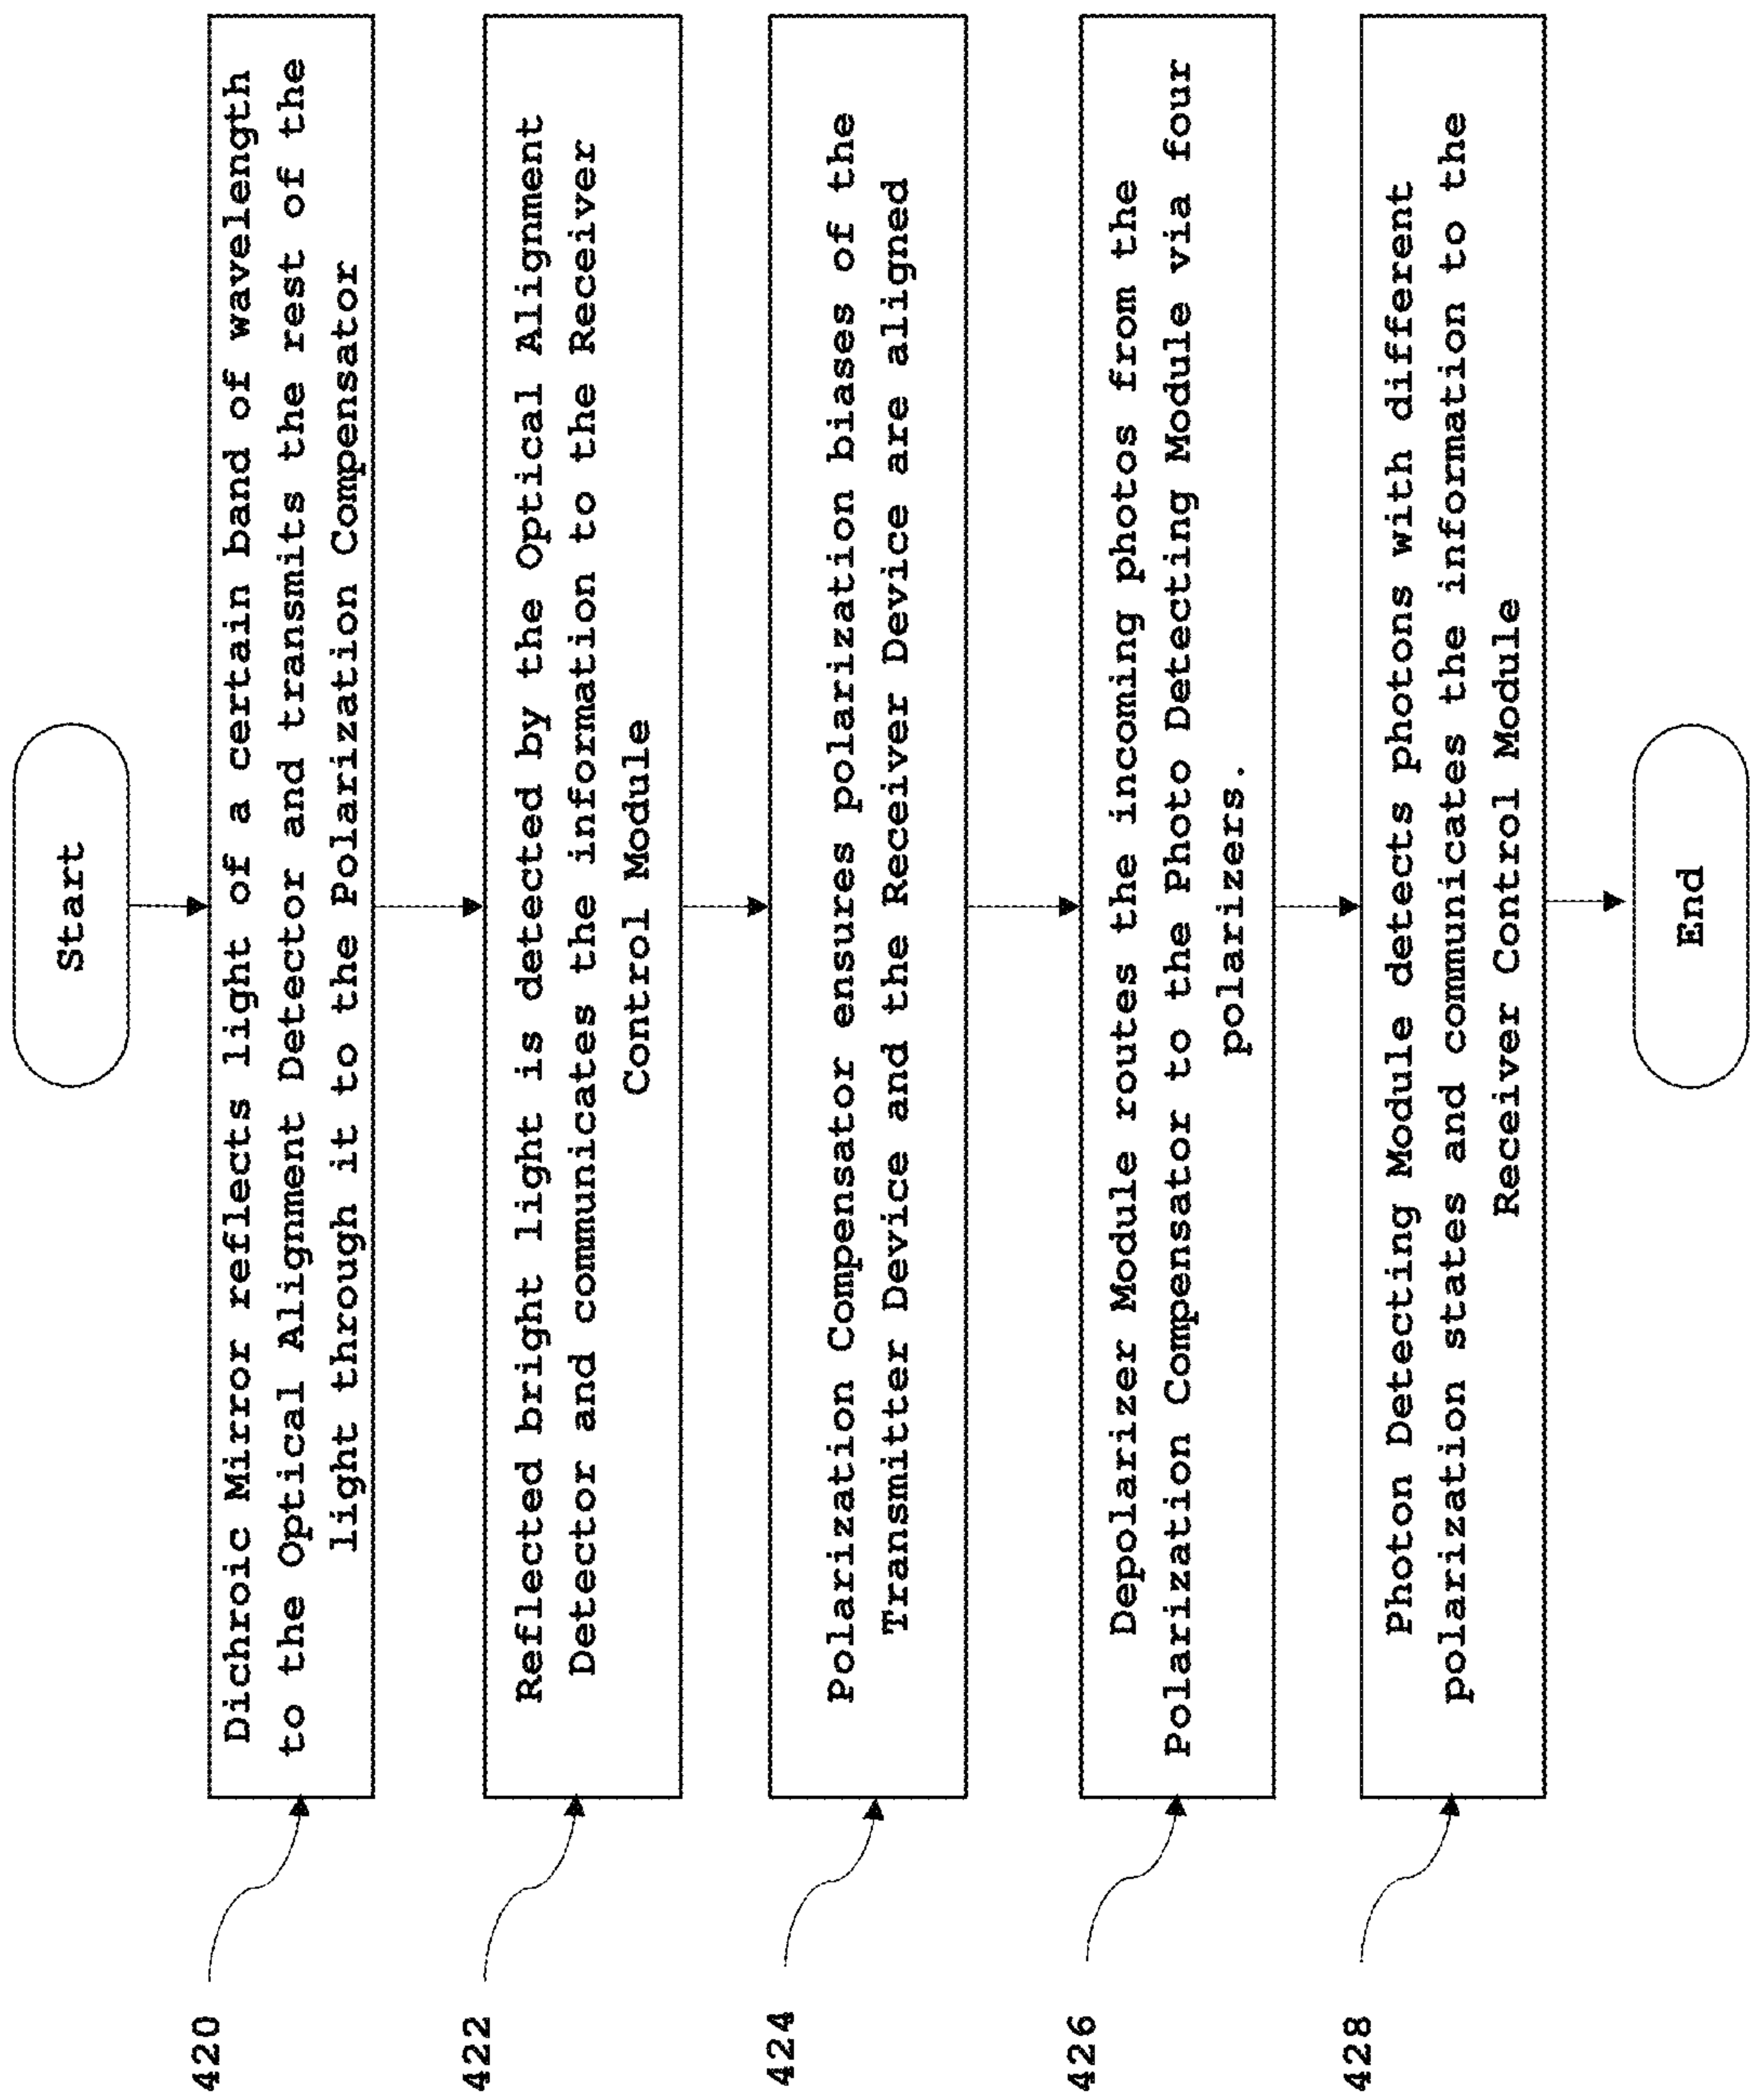 Start
420
Dichroic Mirror reflects light of a certain band of wavelength
to the Optical Alignment Detector and transmits the rest of the
light through it to the Polarization Compensator
422
Reflected bright light is detected by the Optical Alignment
Detector and communicates the information to the Receiver
Control Module
424
Polarization Compensator ensures polarization biases of the
Transmitter Device and the Receiver Device are aligned
426
Depolarizer Module routes the incoming photos from the
Polarization Compensator to the Photo Detecting Module via four
polarizers.
428
Photon Detecting Module detects photons with different
polarization states and communicates the information to the
Receiver Control Module
End